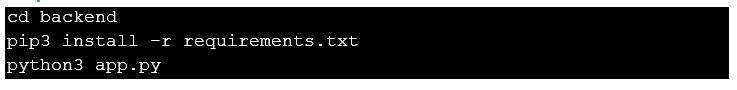 cd backend
pip3 install -r requirements.txt
python3 app.py